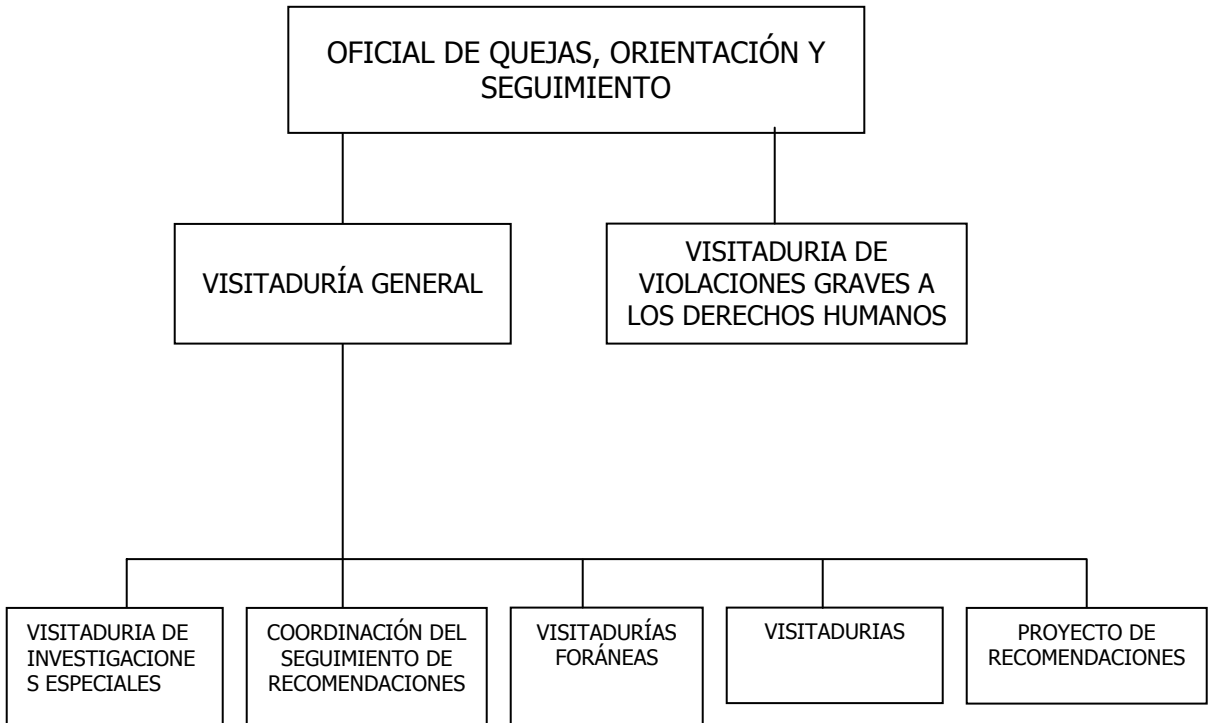 OFICIAL DE QUEJAS, ORIENTACIÓN Y
SEGUIMIENTO
VISITADURÍA GENERAL
VISITADURIA DE
VIOLACIONES GRAVES A
LOS DERECHOS HUMANOS
VISITADURIA DE
INVESTIGACIONE
S ESPECIALES
COORDINACIÓN DEL
SEGUIMIENTO DE
RECOMENDACIONES
VISITADURÍAS
FORÁNEAS
VISITADURIAS
PROYECTO DE
RECOMENDACIONES